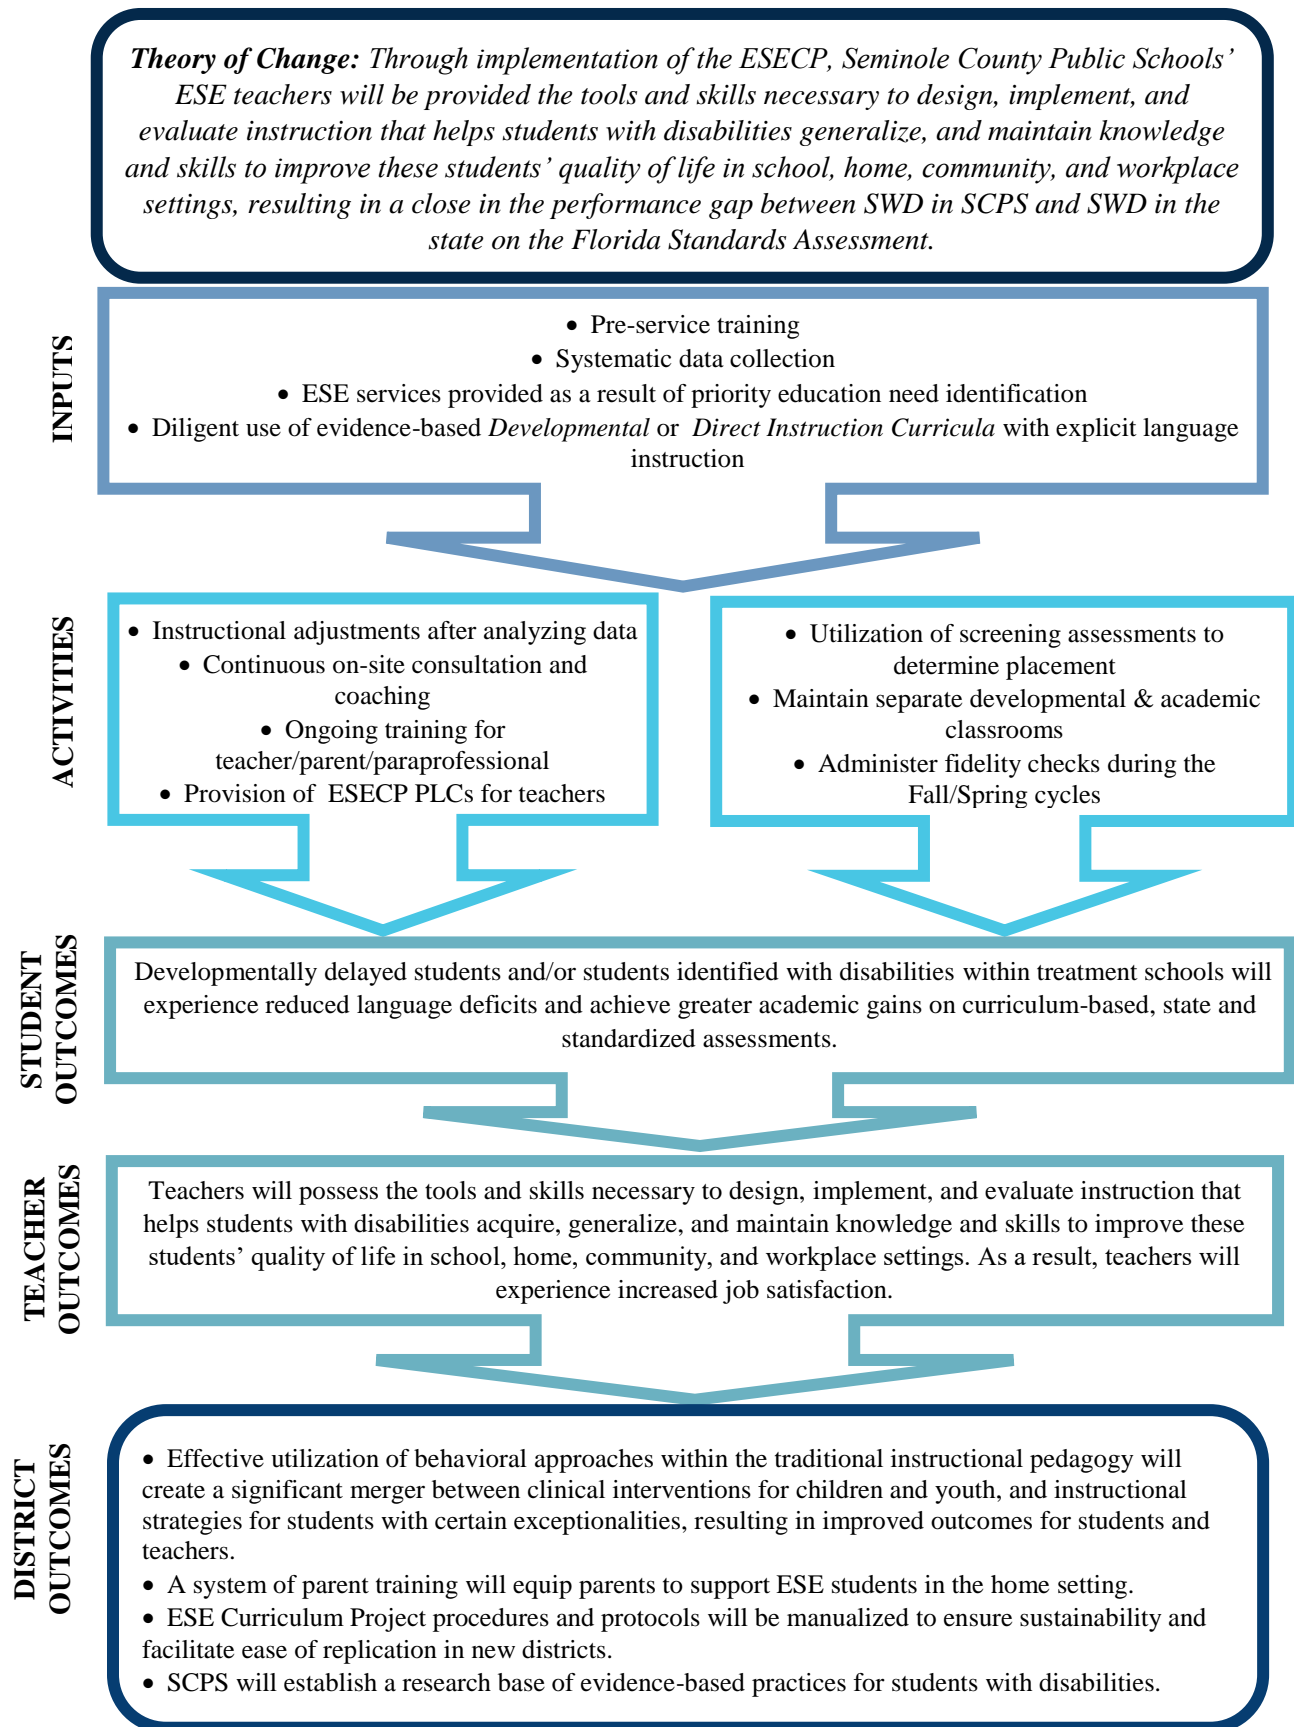 Theory of Change: Through implementation of the ESECP, Seminole County Public Schools’
ESE teachers will be provided the tools and skills necessary to design, implement, and
evaluate instruction that helps students with disabilities generalize, and maintain knowledge
and skills to improve these students’ quality of life in school, home, community, and workplace
settings, resulting in a close in the performance gap between SWD in SCPS and SWD in the
state on the Florida Standards Assessment.
INPUTS
• Pre-service training
• Systematic data collection
• ESE services provided as a result of priority education need identification
• Diligent use of evidence-based Developmental or Direct Instruction Curricula with explicit language
instruction
ACTIVITIES
• Instructional adjustments after analyzing data
• Continuous on-site consultation and
coaching
• Ongoing training for
teacher/parent/paraprofessional
• Provision of ESECP PLCs for teachers
• Utilization of screening assessments to
determine placement
• Maintain separate developmental & academic
classrooms
• Administer fidelity checks during the
Fall/Spring cycles
STUDENT
OUTCOMES
Developmentally delayed students and/or students identified with disabilities within treatment schools will
experience reduced language deficits and achieve greater academic gains on curriculum-based, state and
standardized assessments.
TEACHER
OUTCOMES
Teachers will possess the tools and skills necessary to design, implement, and evaluate instruction that
helps students with disabilities acquire, generalize, and maintain knowledge and skills to improve these
students’ quality of life in school, home, community, and workplace settings. As a result, teachers will
experience increased job satisfaction.
DISTRICT
OUTCOMES
• Effective utilization of behavioral approaches within the traditional instructional pedagogy will
create a significant merger between clinical interventions for children and youth, and instructional
strategies for students with certain exceptionalities, resulting in improved outcomes for students and
teachers.
• A system of parent training will equip parents to support ESE students in the home setting.
• ESE Curriculum Project procedures and protocols will be manualized to ensure sustainability and
facilitate ease of replication in new districts.
• SCPS will establish a research base of evidence-based practices for students with disabilities.